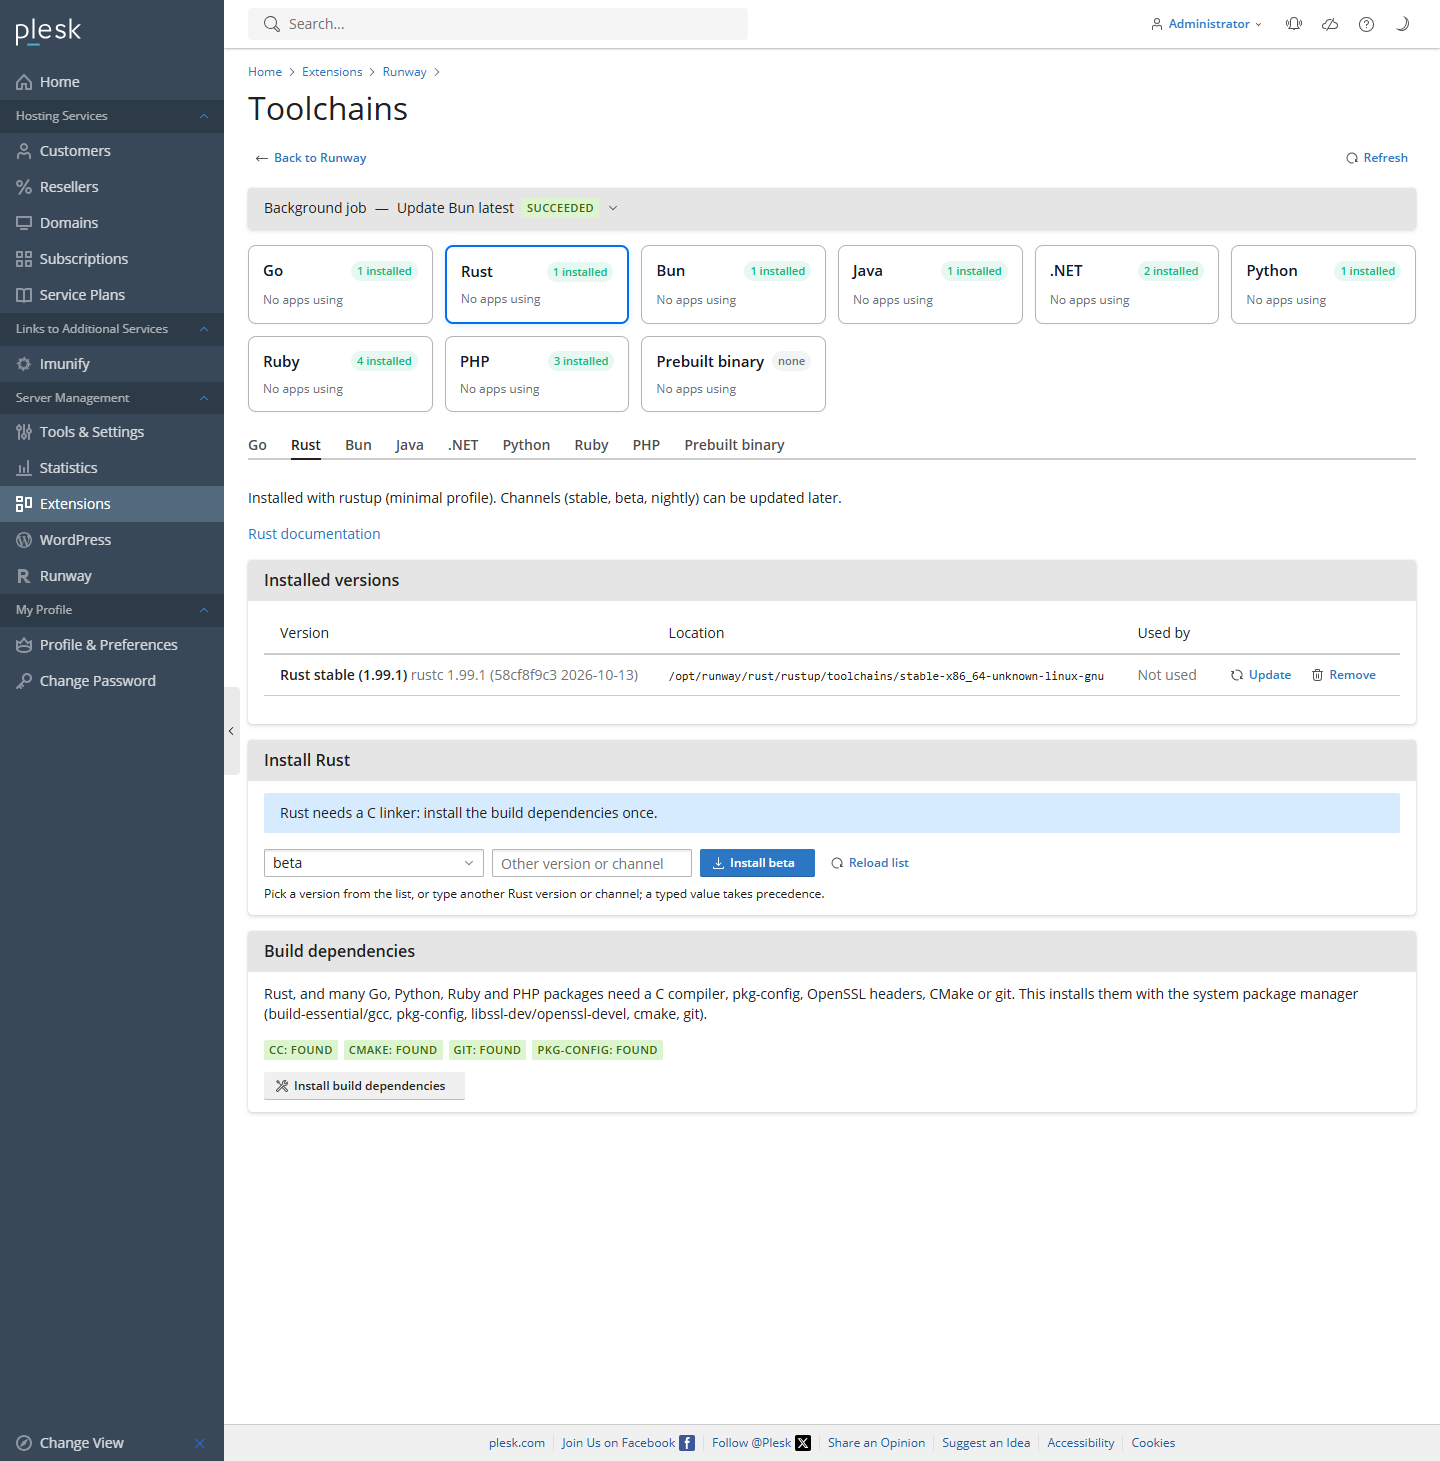 plesk
Search...
Administrator
Home
Hosting Services
Customers
Resellers
Domains
Subscriptions
Service Plans
Links to Additional Services
Imunify
Server Management
Tools & Settings
Statistics
Extensions
WordPress
Runway
My Profile
Profile & Preferences
Change Password
Change View
Home > Extensions > Runway >
Toolchains
← Back to Runway
Refresh
Background job — Update Bun latest SUCCEEDED
Go 1 installed
No apps using
Rust 1 installed
No apps using
Bun 1 installed
No apps using
Java 1 installed
No apps using
.NET 2 installed
No apps using
Python 1 installed
No apps using
Ruby 4 installed
No apps using
PHP 3 installed
No apps using
Prebuilt binary none
No apps using
Go Rust Bun Java .NET Python Ruby PHP Prebuilt binary
Installed with rustup (minimal profile). Channels (stable, beta, nightly) can be updated later.
Rust documentation
Installed versions
Version Location Used by
Rust stable (1.99.1) rustc 1.99.1 (58cf8f9c3 2026-10-13) /opt/runway/rust/rustup/toolchains/stable-x86_64-unknown-linux-gnu Not used Update Remove
Install Rust
Rust needs a C linker: install the build dependencies once.
beta Other version or channel Install beta Reload list
Pick a version from the list, or type another Rust version or channel; a typed value takes precedence.
Build dependencies
Rust, and many Go, Python, Ruby and PHP packages need a C compiler, pkg-config, OpenSSL headers, CMake or git. This installs them with the system package manager
(build-essential/gcc, pkg-config, libssl-dev/openssl-devel, cmake, git).
CC: FOUND CMAKE: FOUND GIT: FOUND PKG-CONFIG: FOUND
Install build dependencies
plesk.com Join Us on Facebook Follow @Plesk Share an Opinion Suggest an Idea Accessibility Cookies